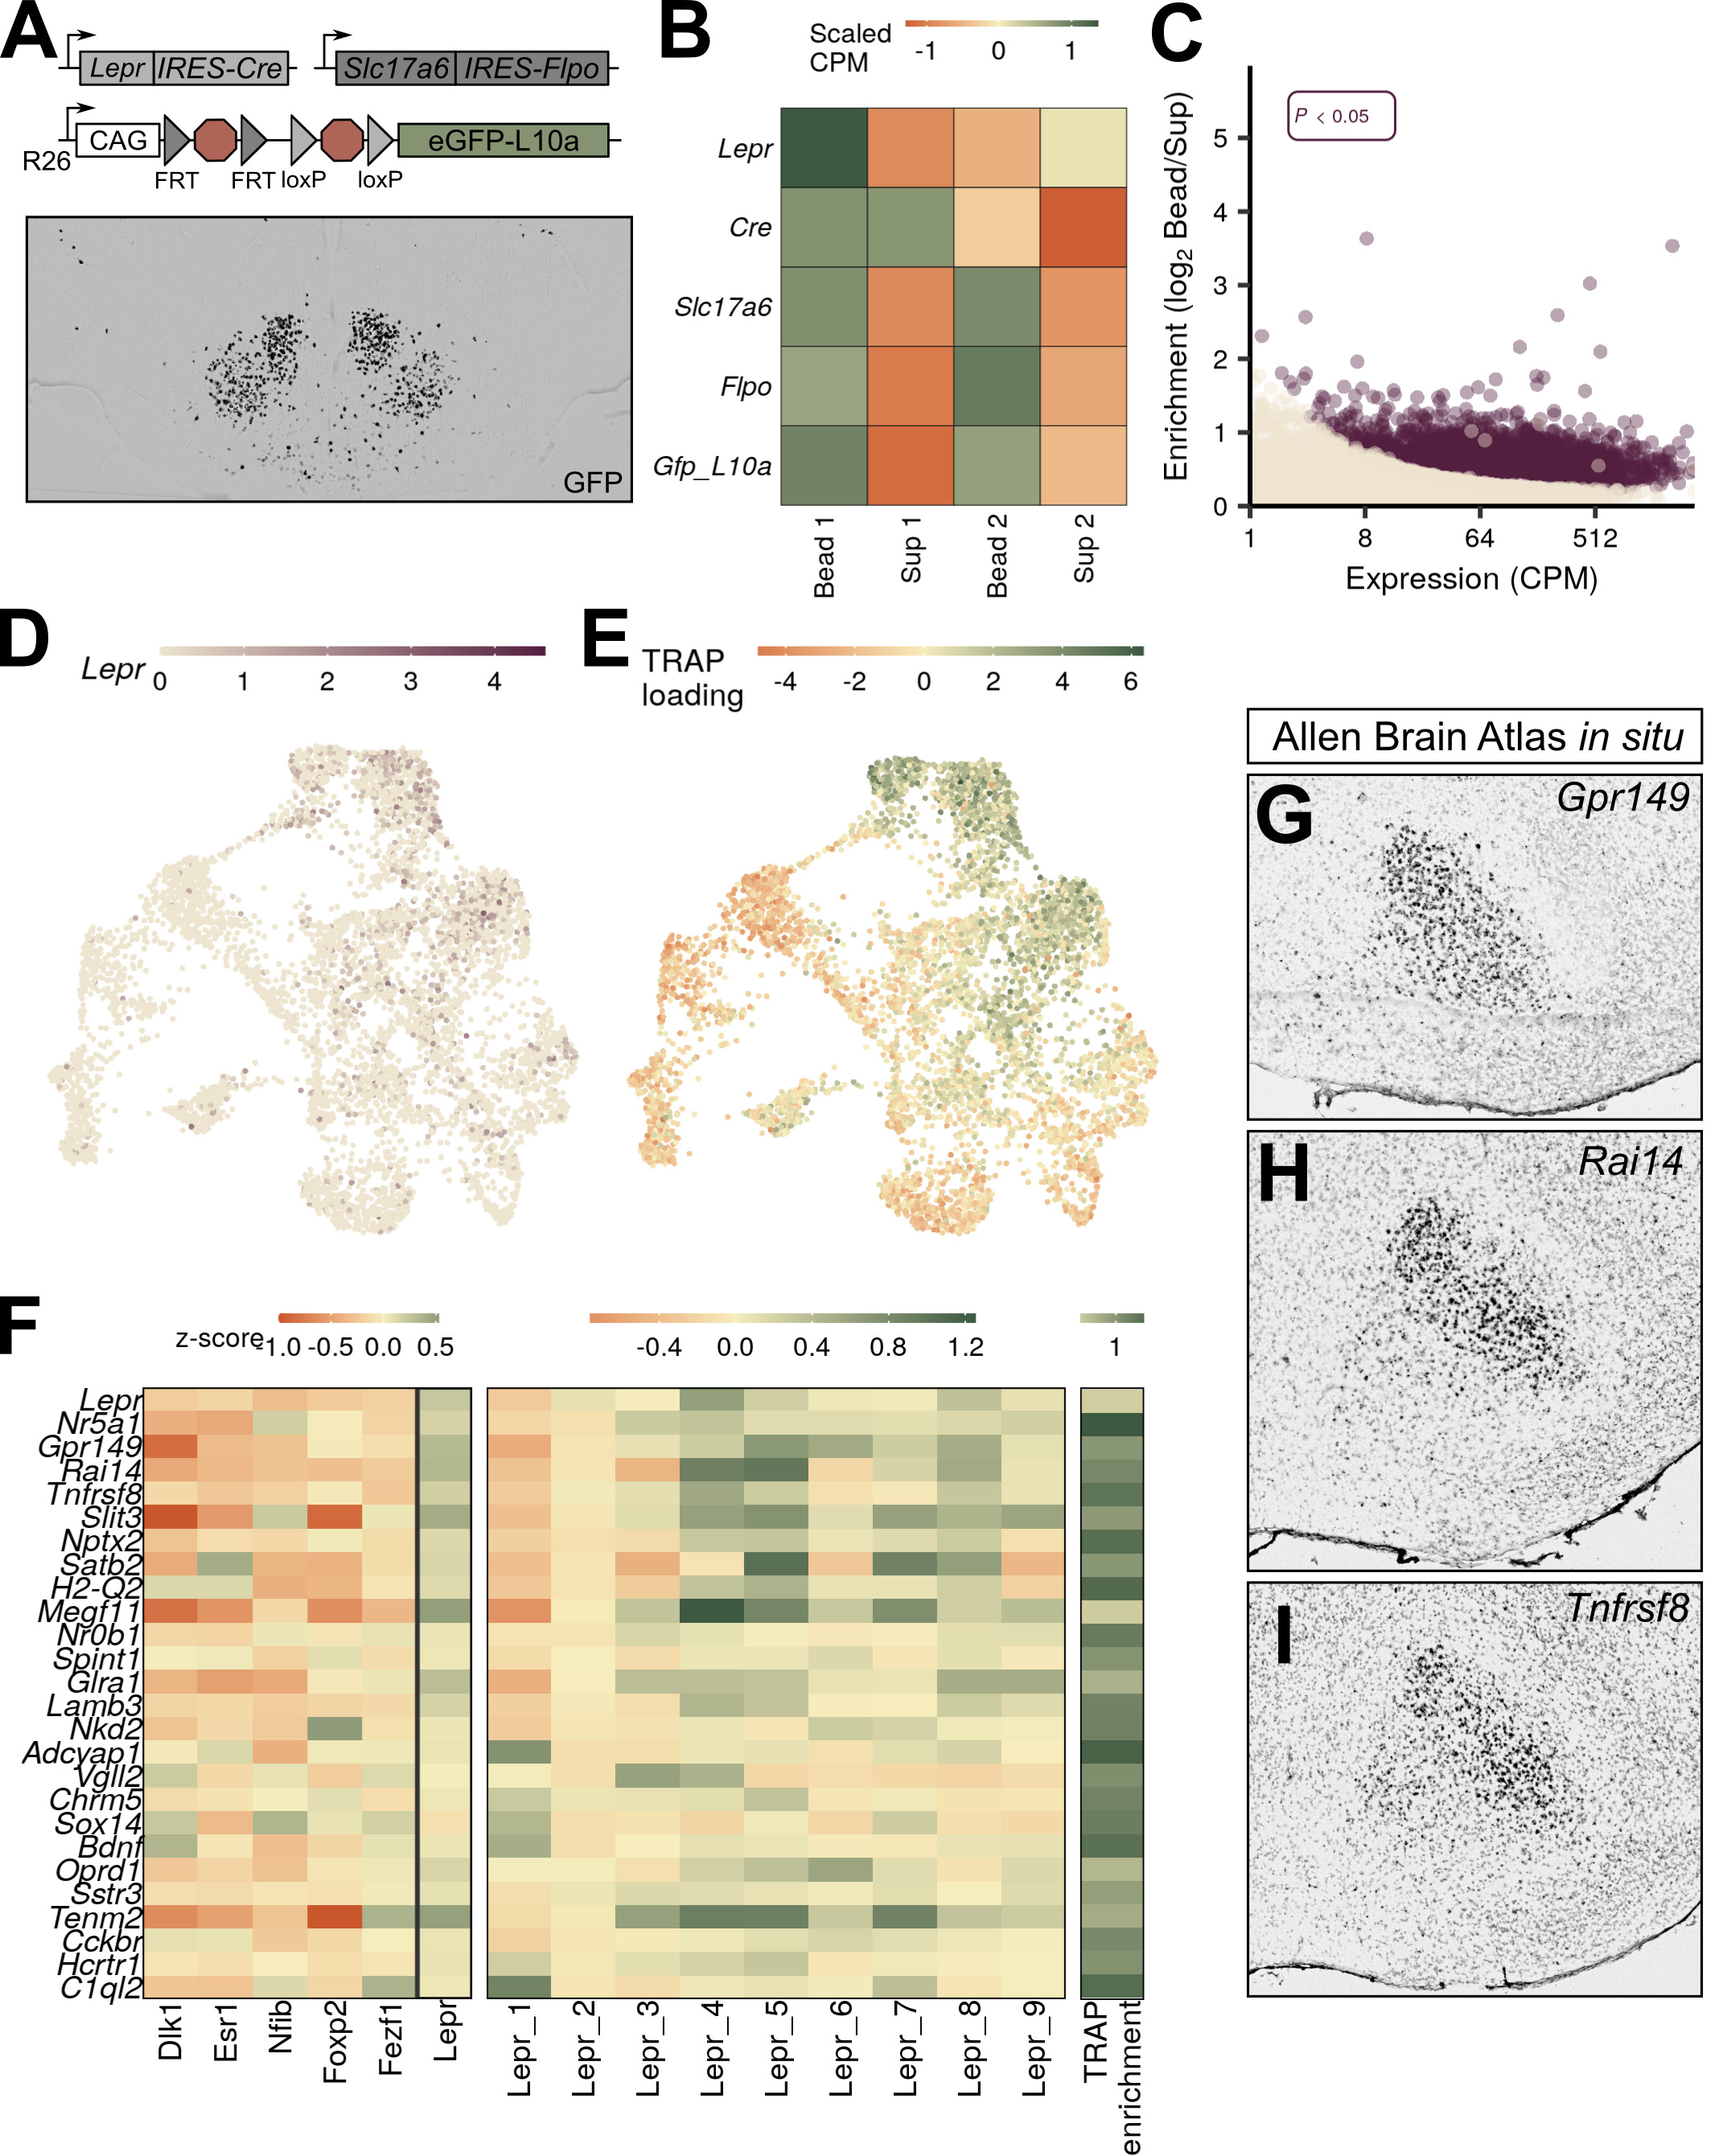 A
Lepr IRES-Cre Slc17a6 IRES-Flpo
R26 CAG eGFP-L10a
FRT FRT loxP loxP
GFP
B
Scaled CPM
-1 0 1
Lepr
Cre
Slc17a6
Flpo
Gfp_L10a
Bead 1
Sup 1
Bead 2
Sup 2
C
P < 0.05
Enrichment (log2 Bead/Sup)
5
4
3
2
1
0
1 8 64 512
Expression (CPM)
D
Lepr
0 1 2 3 4
E
TRAP
loading
-4 -2 0 2 4 6
F
z-score
-1.0 -0.5 0.0 0.5
-0.4 0.0 0.4 0.8 1.2
1
Lepr
Nr5a1
Gpr149
Rai14
Tnfrsf8
Slit3
Nptx2
Satb2
H2-Q2
Megf11
Nr0b1
Spint1
Glra1
Lamb3
Nkd2
Adcyap1
Vgll2
Chrm5
Sox14
Bdnf
Oprd1
Sstr3
Tenm2
Cckbr
Hcrtr1
C1ql2
Dlk1
Esr1
Nfib
Foxp2
Fezf1
Lepr
Lepr_1
Lepr_2
Lepr_3
Lepr_4
Lepr_5
Lepr_6
Lepr_7
Lepr_8
Lepr_9
TRAP
enrichment
Allen Brain Atlas in situ
G
Gpr149
H
Rai14
I
Tnfrsf8